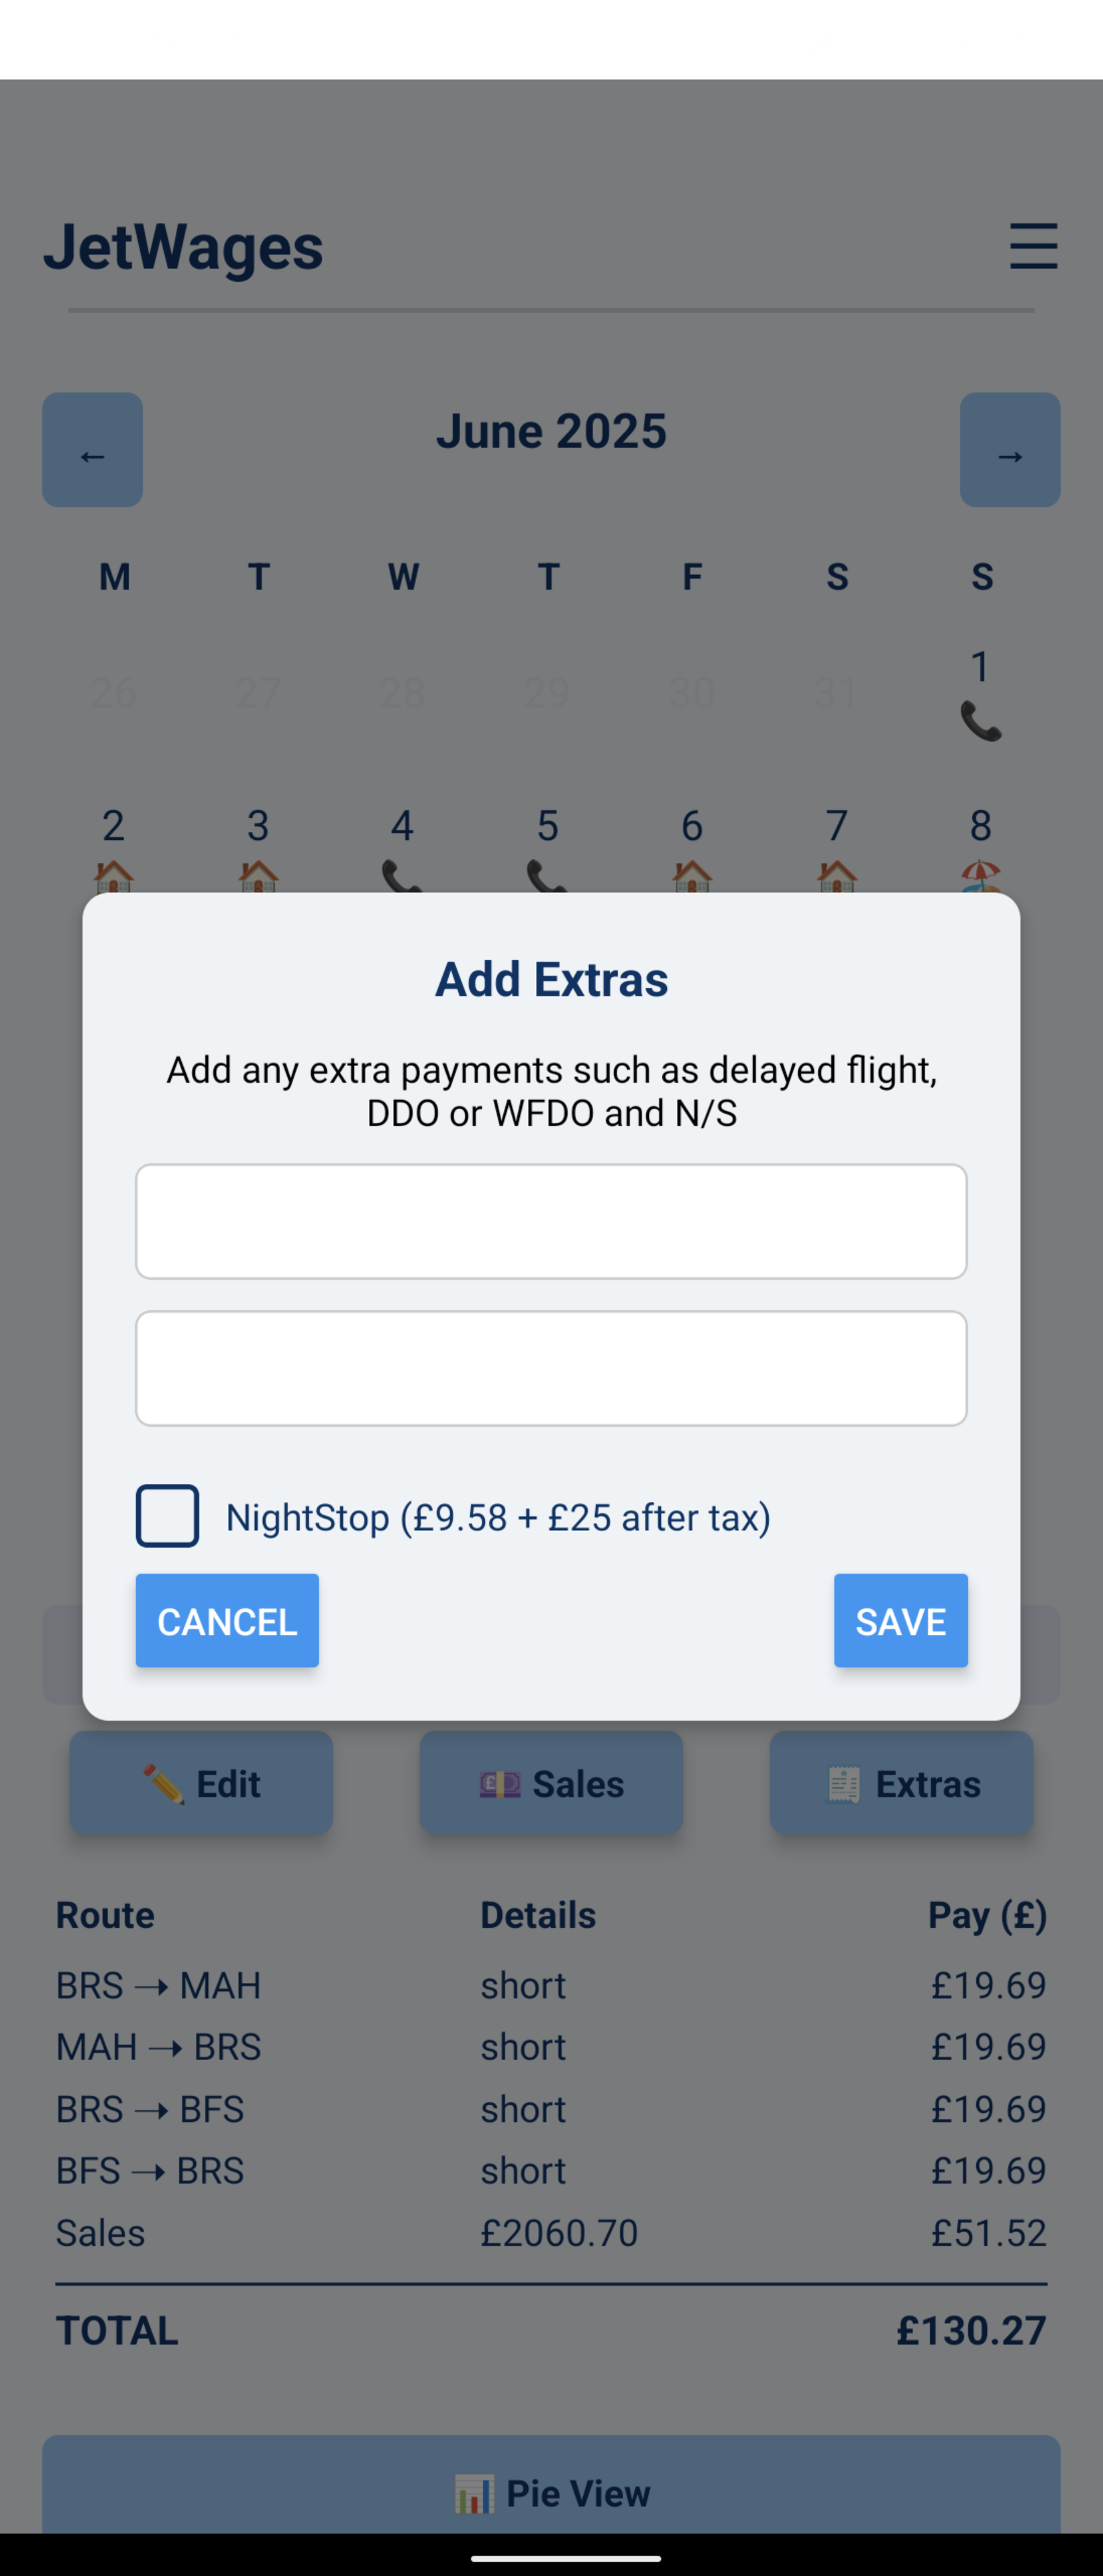 JetWages
☰
←
June 2025
→
M T W T F S S
26 27 28 29 30 31 1
2 3 4 5 6 7 8
Add Extras
Add any extra payments such as delayed flight,
DDO or WFDO and N/S
NightStop (£9.58 + £25 after tax)
CANCEL SAVE
Edit Sales Extras
Route Details Pay (£)
BRS → MAH short £19.69
MAH → BRS short £19.69
BRS → BFS short £19.69
BFS → BRS short £19.69
Sales £2060.70 £51.52
TOTAL £130.27
Pie View